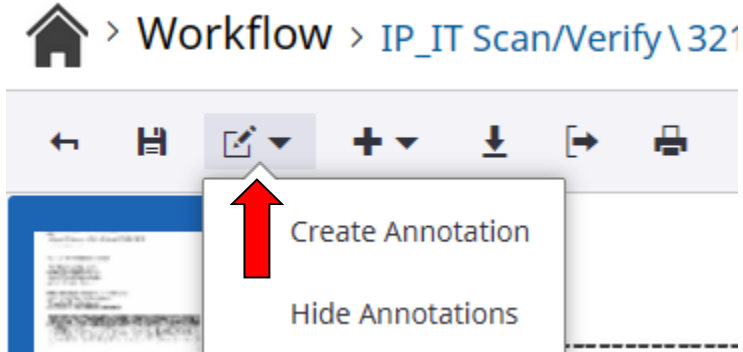 > Workflow > IP_IT Scan/Verify \ 321
Create Annotation
Hide Annotations